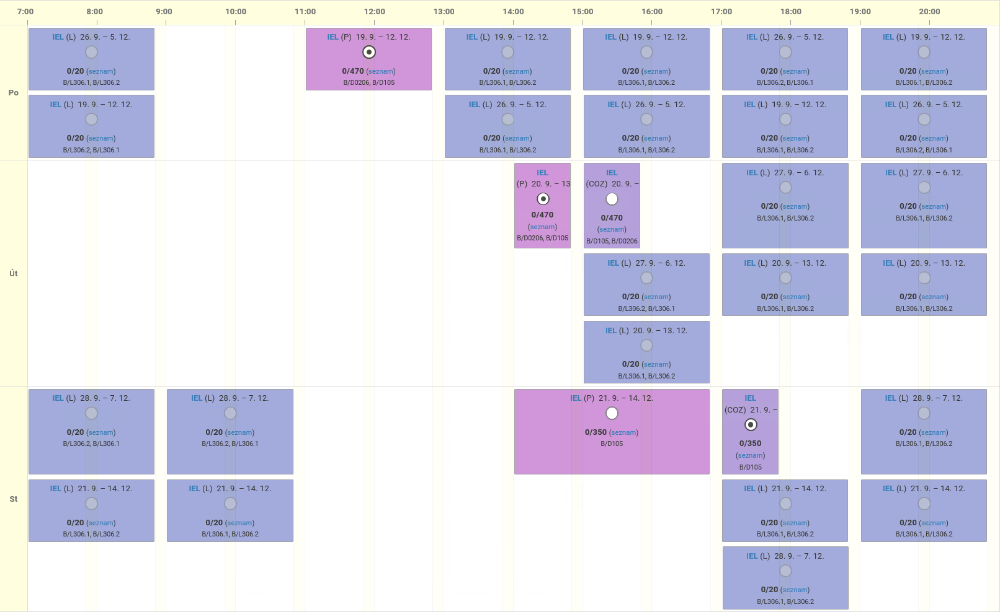 7:00 8:00 9:00 10:00 11:00 12:00 13:00 14:00 15:00 16:00 17:00 18:00 19:00 20:00
Po
IEL (L) 26. 9. – 5. 12.
0/20 (seznam)
B/L306.1, B/L306.2
IEL (P) 19. 9. – 12. 12.
0/470 (seznam)
B/D0206, B/D105
IEL (L) 19. 9. – 12. 12.
0/20 (seznam)
B/L306.1, B/L306.2
IEL (L) 19. 9. – 12. 12.
0/20 (seznam)
B/L306.1, B/L306.2
IEL (L) 26. 9. – 5. 12.
0/20 (seznam)
B/L306.2, B/L306.1
IEL (L) 19. 9. – 12. 12.
0/20 (seznam)
B/L306.1, B/L306.2
IEL (L) 19. 9. – 12. 12.
0/20 (seznam)
B/L306.2, B/L306.1
IEL (L) 26. 9. – 5. 12.
0/20 (seznam)
B/L306.1, B/L306.2
IEL (L) 26. 9. – 5. 12.
0/20 (seznam)
B/L306.1, B/L306.2
IEL (L) 19. 9. – 12. 12.
0/20 (seznam)
B/L306.1, B/L306.2
IEL (L) 26. 9. – 5. 12.
0/20 (seznam)
B/L306.2, B/L306.1
Út
IEL
(P) 20. 9. – 13
0/470
(seznam)
B/D0206, B/D105
IEL
(COZ) 20. 9. –
0/470
(seznam)
B/D105, B/D0206
IEL (L) 27. 9. – 6. 12.
0/20 (seznam)
B/L306.1, B/L306.2
IEL (L) 27. 9. – 6. 12.
0/20 (seznam)
B/L306.1, B/L306.2
IEL (L) 27. 9. – 6. 12.
0/20 (seznam)
B/L306.2, B/L306.1
IEL (L) 20. 9. – 13. 12.
0/20 (seznam)
B/L306.1, B/L306.2
IEL (L) 20. 9. – 13. 12.
0/20 (seznam)
B/L306.1, B/L306.2
IEL (L) 20. 9. – 13. 12.
0/20 (seznam)
B/L306.1, B/L306.2
St
IEL (L) 28. 9. – 7. 12.
0/20 (seznam)
B/L306.2, B/L306.1
IEL (L) 28. 9. – 7. 12.
0/20 (seznam)
B/L306.2, B/L306.1
IEL (P) 21. 9. – 14. 12.
0/350 (seznam)
B/D105
IEL
(COZ) 21. 9. –
0/350
(seznam)
B/D105
IEL (L) 28. 9. – 7. 12.
0/20 (seznam)
B/L306.1, B/L306.2
IEL (L) 21. 9. – 14. 12.
0/20 (seznam)
B/L306.1, B/L306.2
IEL (L) 21. 9. – 14. 12.
0/20 (seznam)
B/L306.1, B/L306.2
IEL (L) 21. 9. – 14. 12.
0/20 (seznam)
B/L306.1, B/L306.2
IEL (L) 21. 9. – 14. 12.
0/20 (seznam)
B/L306.1, B/L306.2
IEL (L) 28. 9. – 7. 12.
0/20 (seznam)
B/L306.1, B/L306.2